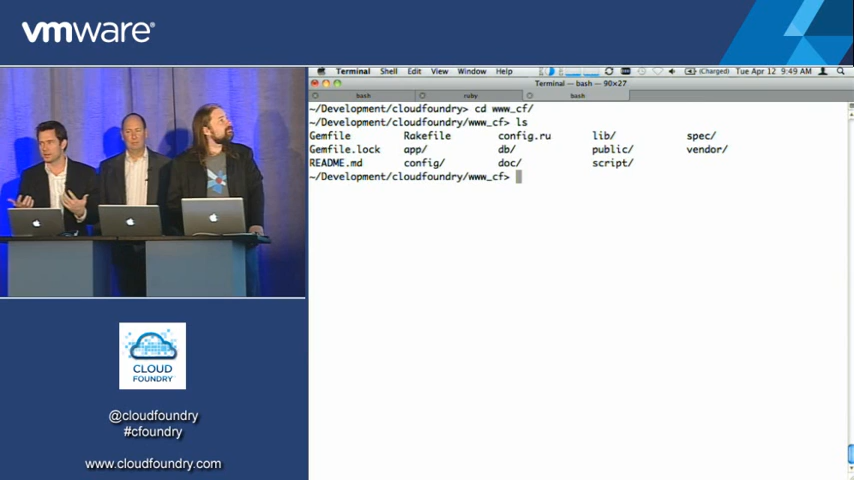 vmware®
Terminal Shell Edit View Window Help (Charged) Tue Apr 12 9:49 AM
Terminal — bash — 90×27
bash ruby bash
~/Development/cloudfoundry> cd www_cf/
~/Development/cloudfoundry/www_cf> ls
Gemfile Rakefile config.ru lib/ spec/
Gemfile.lock app/ db/ public/ vendor/
README.md config/ doc/ script/
~/Development/cloudfoundry/www_cf>
CLOUD
FOUNDRY
@cloudfoundry
#cfoundry
www.cloudfoundry.com